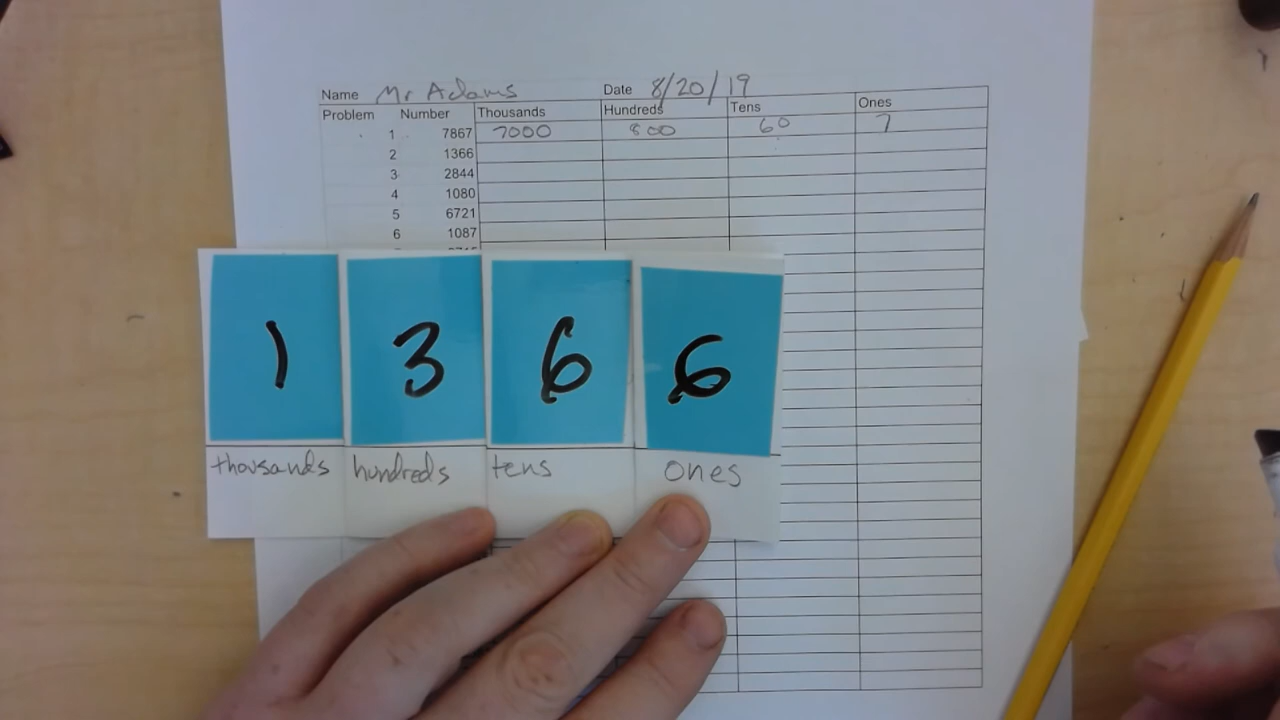 Name Mr Adams Date 8/20/19
Problem Number Thousands Hundreds Tens Ones
1 7867 7000 800 60 7
2 1366
3 2844
4 1080
5 6721
6 1087
1 3 6 6
thousands hundreds tens ones